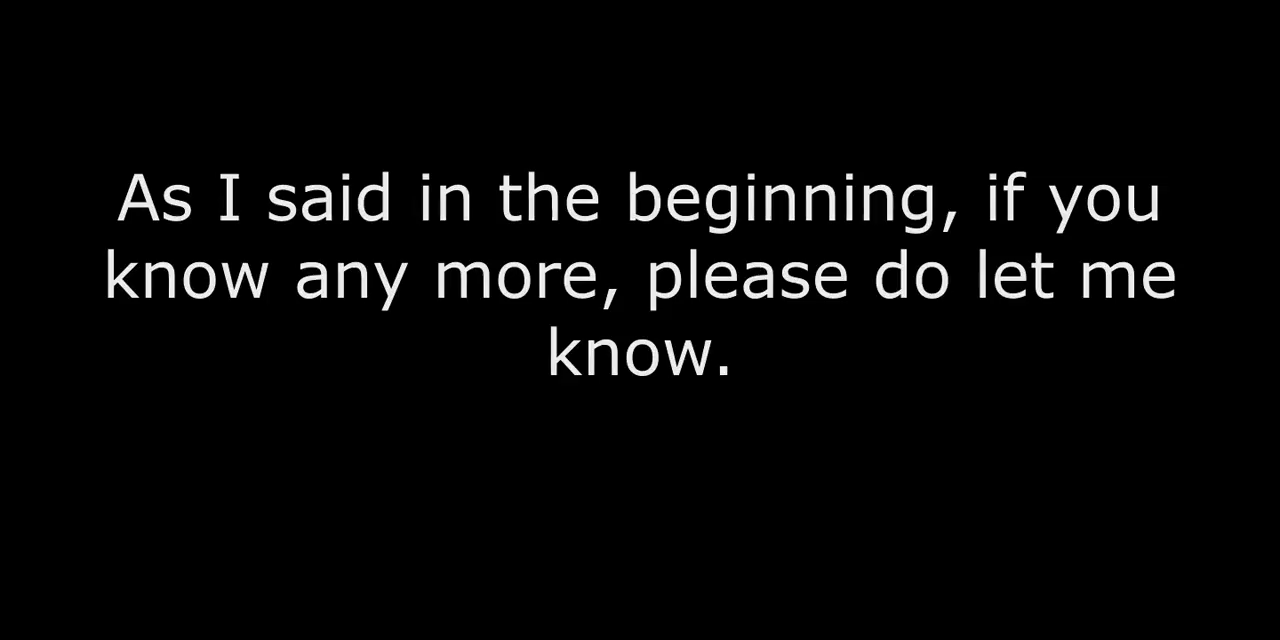 As I said in the beginning, if you
know any more, please do let me
know.